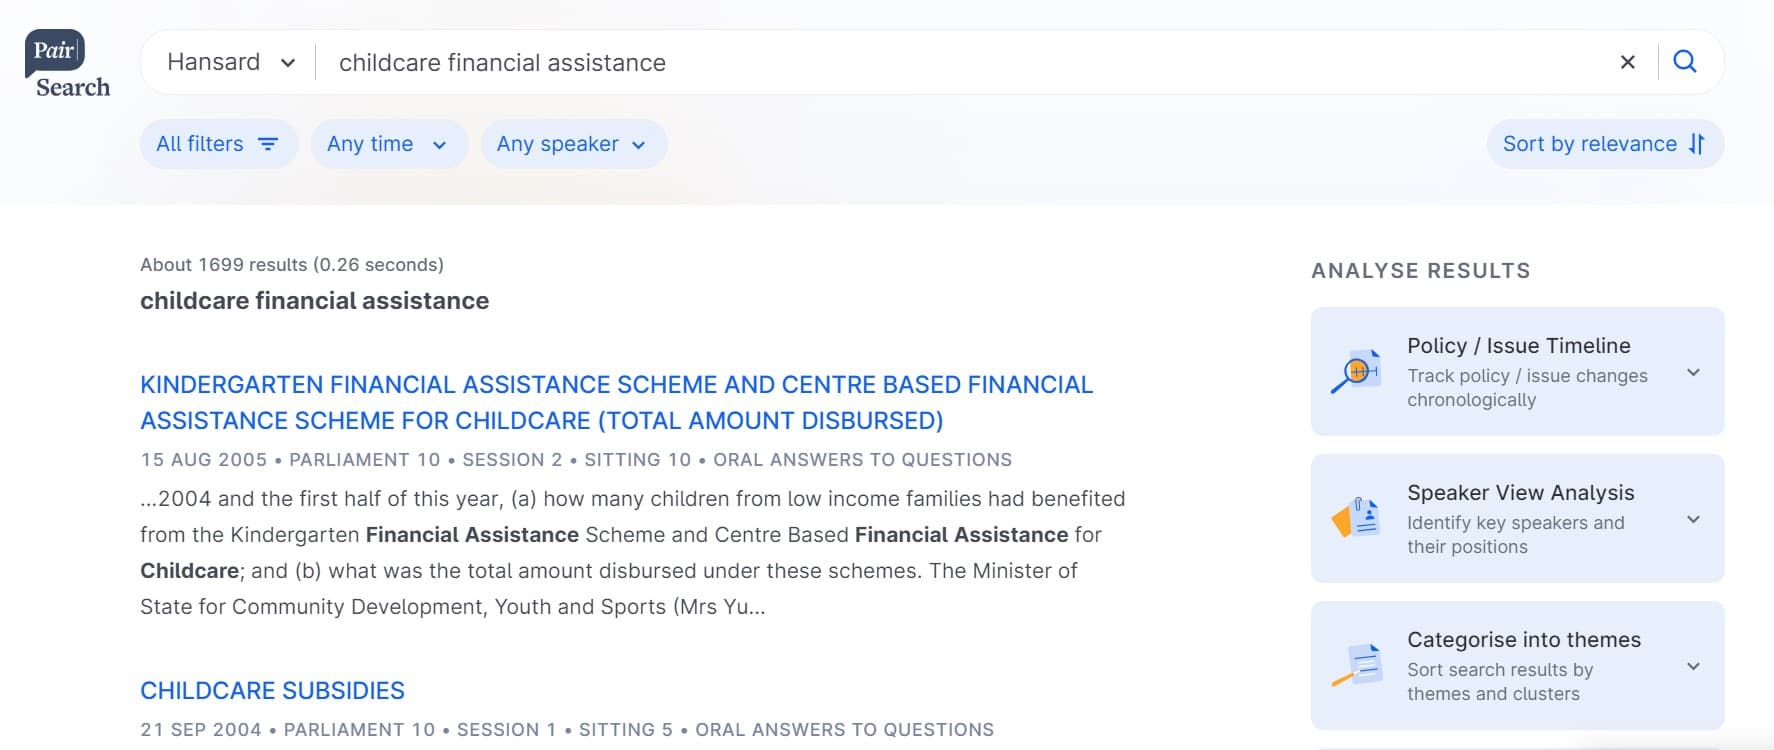 Pair
Search
Hansard
childcare financial assistance
All filters
Any time
Any speaker
Sort by relevance
About 1699 results (0.26 seconds)
childcare financial assistance
KINDERGARTEN FINANCIAL ASSISTANCE SCHEME AND CENTRE BASED FINANCIAL
ASSISTANCE SCHEME FOR CHILDCARE (TOTAL AMOUNT DISBURSED)
15 AUG 2005 • PARLIAMENT 10 • SESSION 2 • SITTING 10 • ORAL ANSWERS TO QUESTIONS
...2004 and the first half of this year, (a) how many children from low income families had benefited
from the Kindergarten Financial Assistance Scheme and Centre Based Financial Assistance for
Childcare; and (b) what was the total amount disbursed under these schemes. The Minister of
State for Community Development, Youth and Sports (Mrs Yu...
CHILDCARE SUBSIDIES
21 SEP 2004 • PARLIAMENT 10 • SESSION 1 • SITTING 5 • ORAL ANSWERS TO QUESTIONS
ANALYSE RESULTS
Policy / Issue Timeline
Track policy / issue changes
chronologically
Speaker View Analysis
Identify key speakers and
their positions
Categorise into themes
Sort search results by
themes and clusters